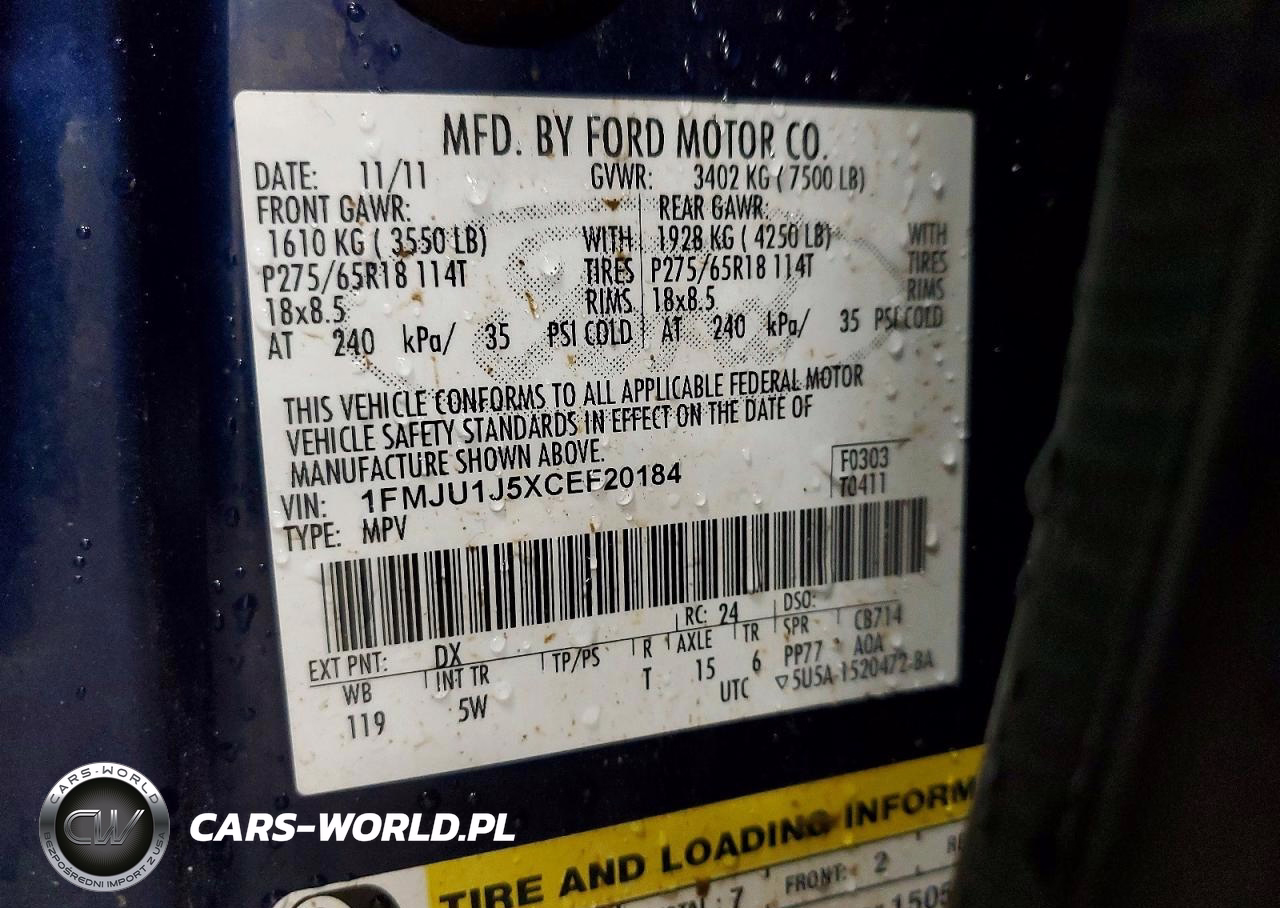 MFD. BY FORD MOTOR CO.
DATE: 11/11 GVWR: 3402 KG ( 7500 LB)
FRONT GAWR: REAR GAWR:
1610 KG ( 3550 LB) WITH 1928 KG ( 4250 LB) WITH
P275/65R18 114T TIRES P275/65R18 114T TIRES
18x8.5 RIMS 18x8.5 RIMS
AT 240 kPa/ 35 PSI COLD AT 240 kPa/ 35 PSI COLD
THIS VEHICLE CONFORMS TO ALL APPLICABLE FEDERAL MOTOR
VEHICLE SAFETY STANDARDS IN EFFECT ON THE DATE OF
MANUFACTURE SHOWN ABOVE.
VIN: 1FMJU1J5XCEF20184 F0303
TYPE: MPV T0411
EXT PNT: DX RC: 24 DSO:
WB INT TR TP/PS R AXLE TR SPR CB714
119 5W T 15 6 PP77 AOA
UTC ▽5U5A-1520472-BA
TIRE AND LOADING INFORM
7 FRONT: 2
1505
CARS-WORLD
CW
BEZPOŚREDNI IMPORT Z USA
CARS-WORLD.PL